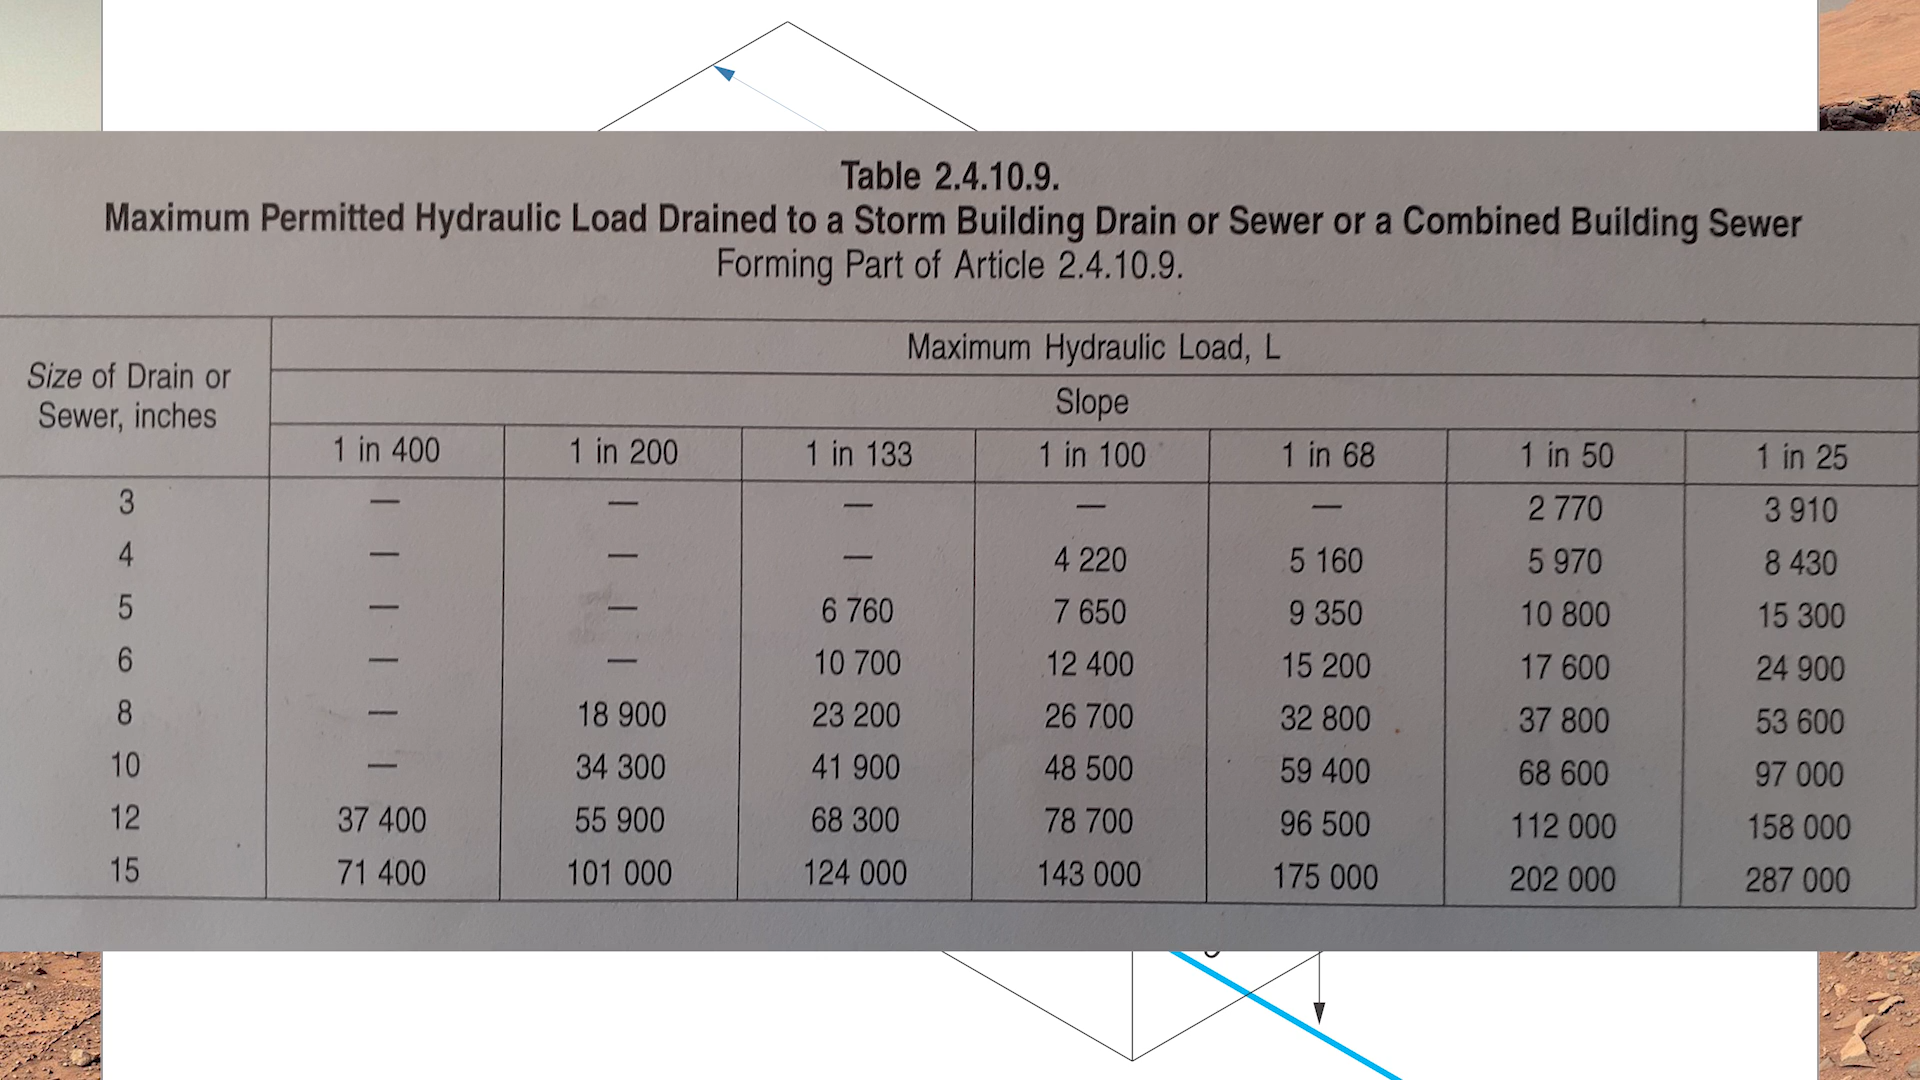 Table 2.4.10.9.
Maximum Permitted Hydraulic Load Drained to a Storm Building Drain or Sewer or a Combined Building Sewer
Forming Part of Article 2.4.10.9.
Size of Drain or
Sewer, inches
Maximum Hydraulic Load, L
Slope
1 in 400 1 in 200 1 in 133 1 in 100 1 in 68 1 in 50 1 in 25
3 — — — — — 2 770 3 910
4 — — — 4 220 5 160 5 970 8 430
5 — — 6 760 7 650 9 350 10 800 15 300
6 — — 10 700 12 400 15 200 17 600 24 900
8 — 18 900 23 200 26 700 32 800 37 800 53 600
10 — 34 300 41 900 48 500 59 400 68 600 97 000
12 37 400 55 900 68 300 78 700 96 500 112 000 158 000
15 71 400 101 000 124 000 143 000 175 000 202 000 287 000